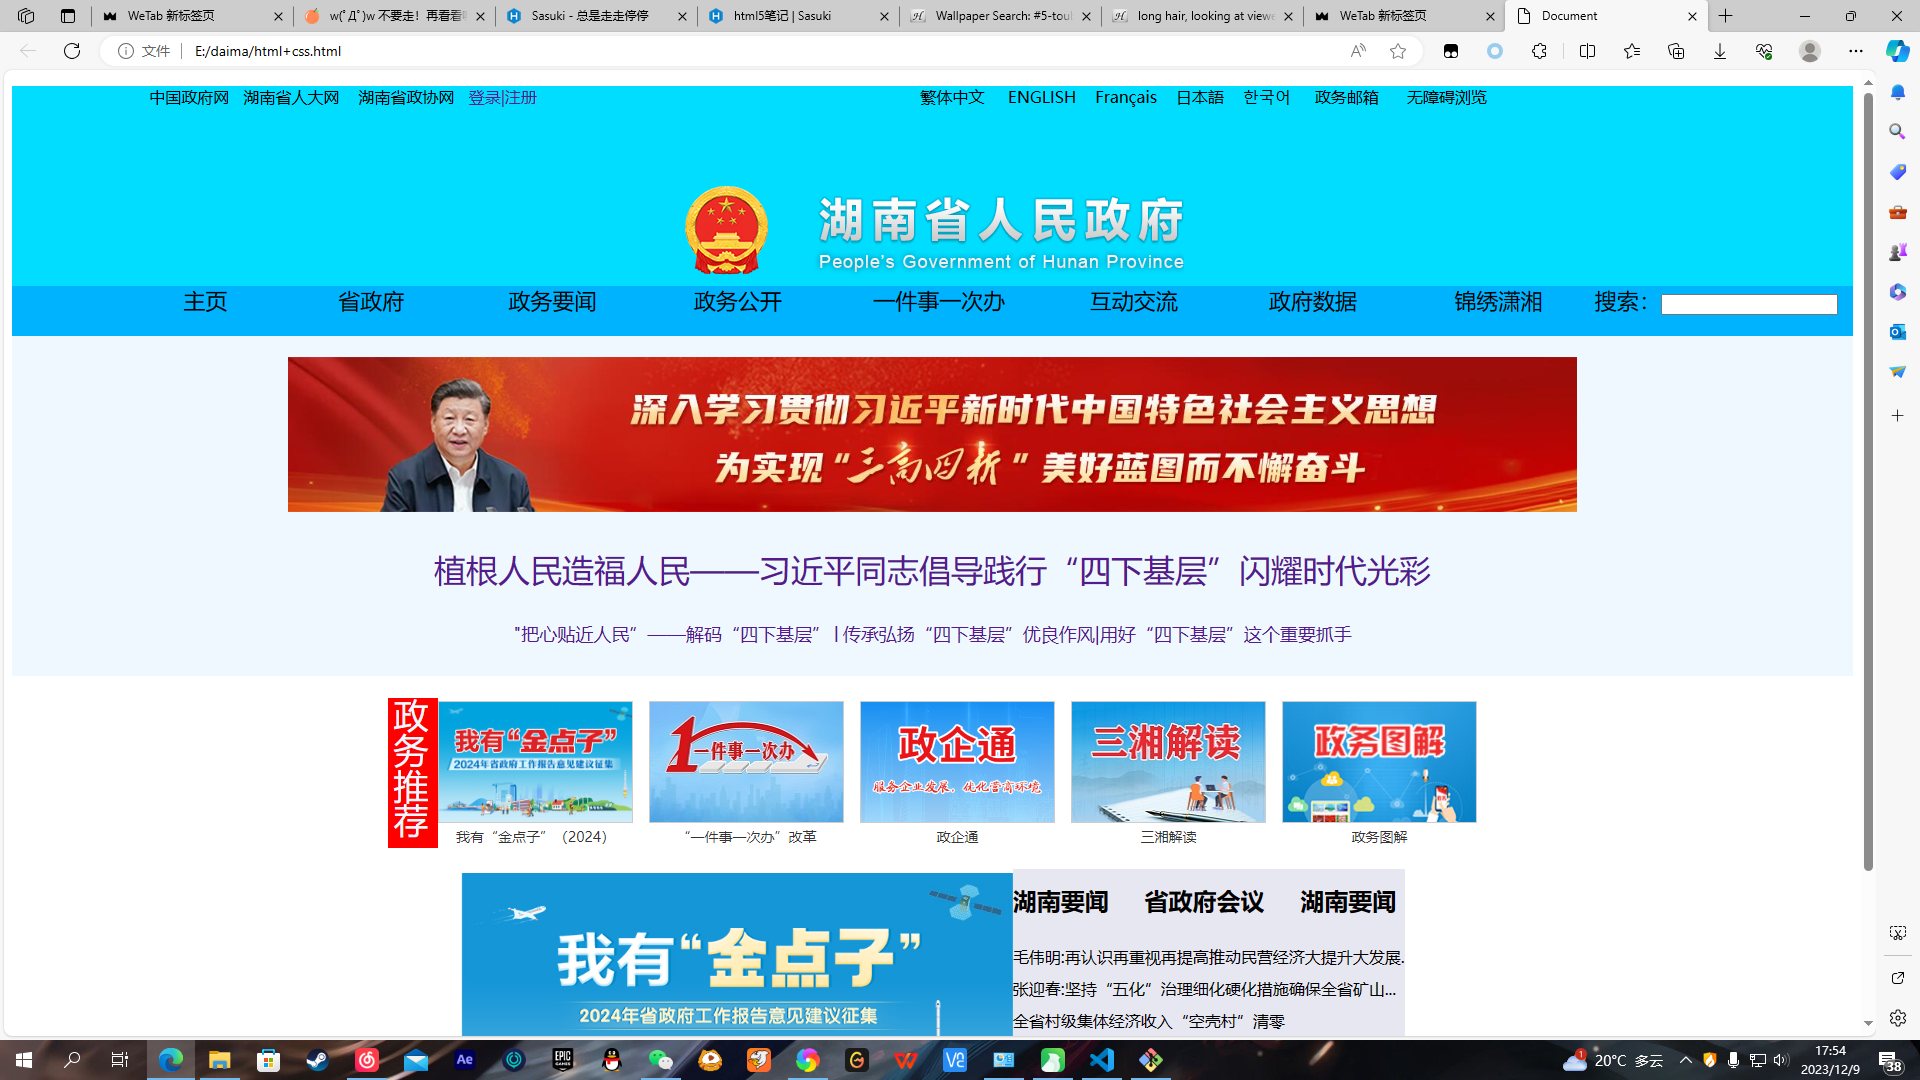 WeTab 新标签页
w(ﾟДﾟ)w 不要走！再看看
Sasuki - 总是走走停停
html5笔记 | Sasuki
Wallpaper Search: #5-tou
long hair, looking at viewe
WeTab 新标签页
Document
文件 E:/daima/html+css.html
中国政府网 湖南省人大网 湖南省政协网 登录|注册 繁体中文 ENGLISH Français 日本語 한국어 政务邮箱 无障碍浏览
湖南省人民政府
People's Government of Hunan Province
主页 省政府 政务要闻 政务公开 一件事一次办 互动交流 政府数据 锦绣潇湘 搜索：
深入学习贯彻习近平新时代中国特色社会主义思想
为实现“三高四新“美好蓝图而不懈奋斗
植根人民造福人民——习近平同志倡导践行“四下基层”闪耀时代光彩
"把心贴近人民”——解码“四下基层” | 传承弘扬“四下基层”优良作风|用好“四下基层”这个重要抓手
政务推荐
我有“金点子”
2024年省政府工作报告意见建议征集
1一件事一次办
政企通
服务企业发展，优化营商环境
三湘解读
政务图解
我有“金点子”（2024） “一件事一次办”改革 政企通 三湘解读 政务图解
我有“金点子”
2024年省政府工作报告意见建议征集
湖南要闻 省政府会议 湖南要闻
毛伟明:再认识再重视再提高推动民营经济大提升大发展.
张迎春:坚持“五化”治理细化硬化措施确保全省矿山...
全省村级集体经济收入“空壳村”清零
20°C 多云
17:54
2023/12/9
38